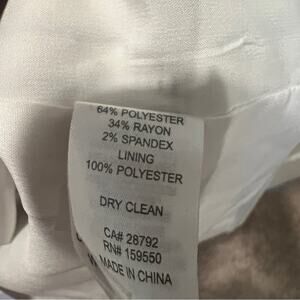 64% POLYESTER
34% RAYON
2% SPANDEX
LINING
100% POLYESTER
DRY CLEAN
CA# 28792
RN# 159550
MADE IN CHINA